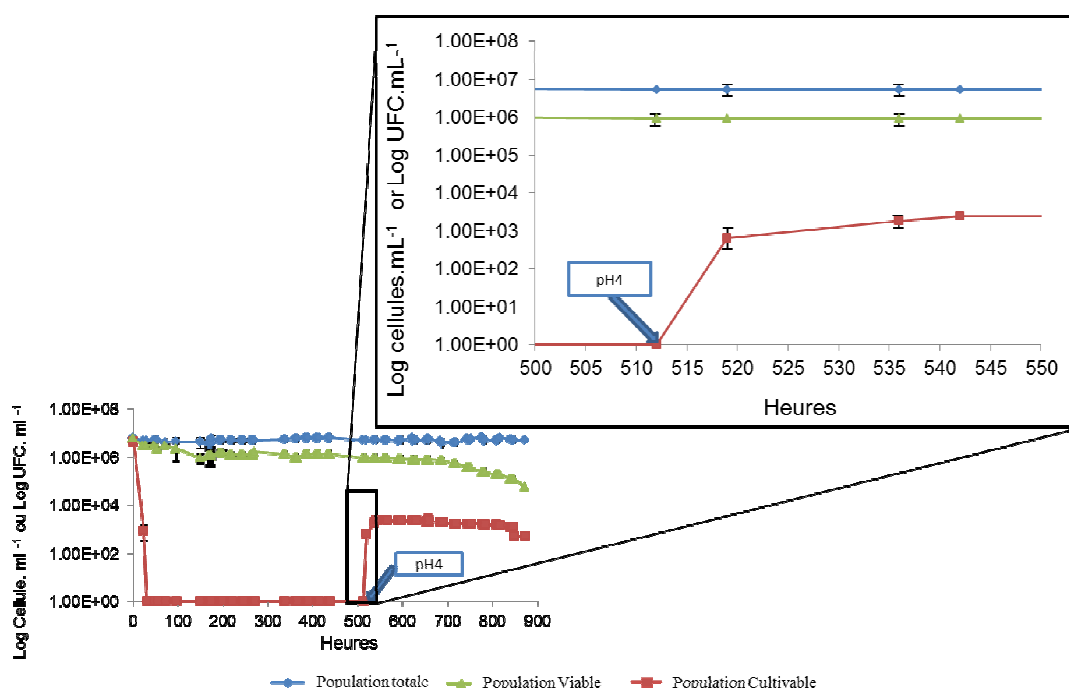 1.00E+08
1.00E+07
1.00E+06
1.00E+05
1.00E+04
1.00E+03
1.00E+02
1.00E+01
1.00E+00
Log cellules.mL-1 or Log UFC.mL-1
pH4
500 505 510 515 520 525 530 535 540 545 550
Heures
1.00E+08
1.00E+06
1.00E+04
1.00E+02
1.00E+00
Log Cellule. ml -1 ou Log UFC. ml -1
pH4
0 100 200 300 400 500 600 700 800 900
Heures
Population totale Population Viable Population Cultivable